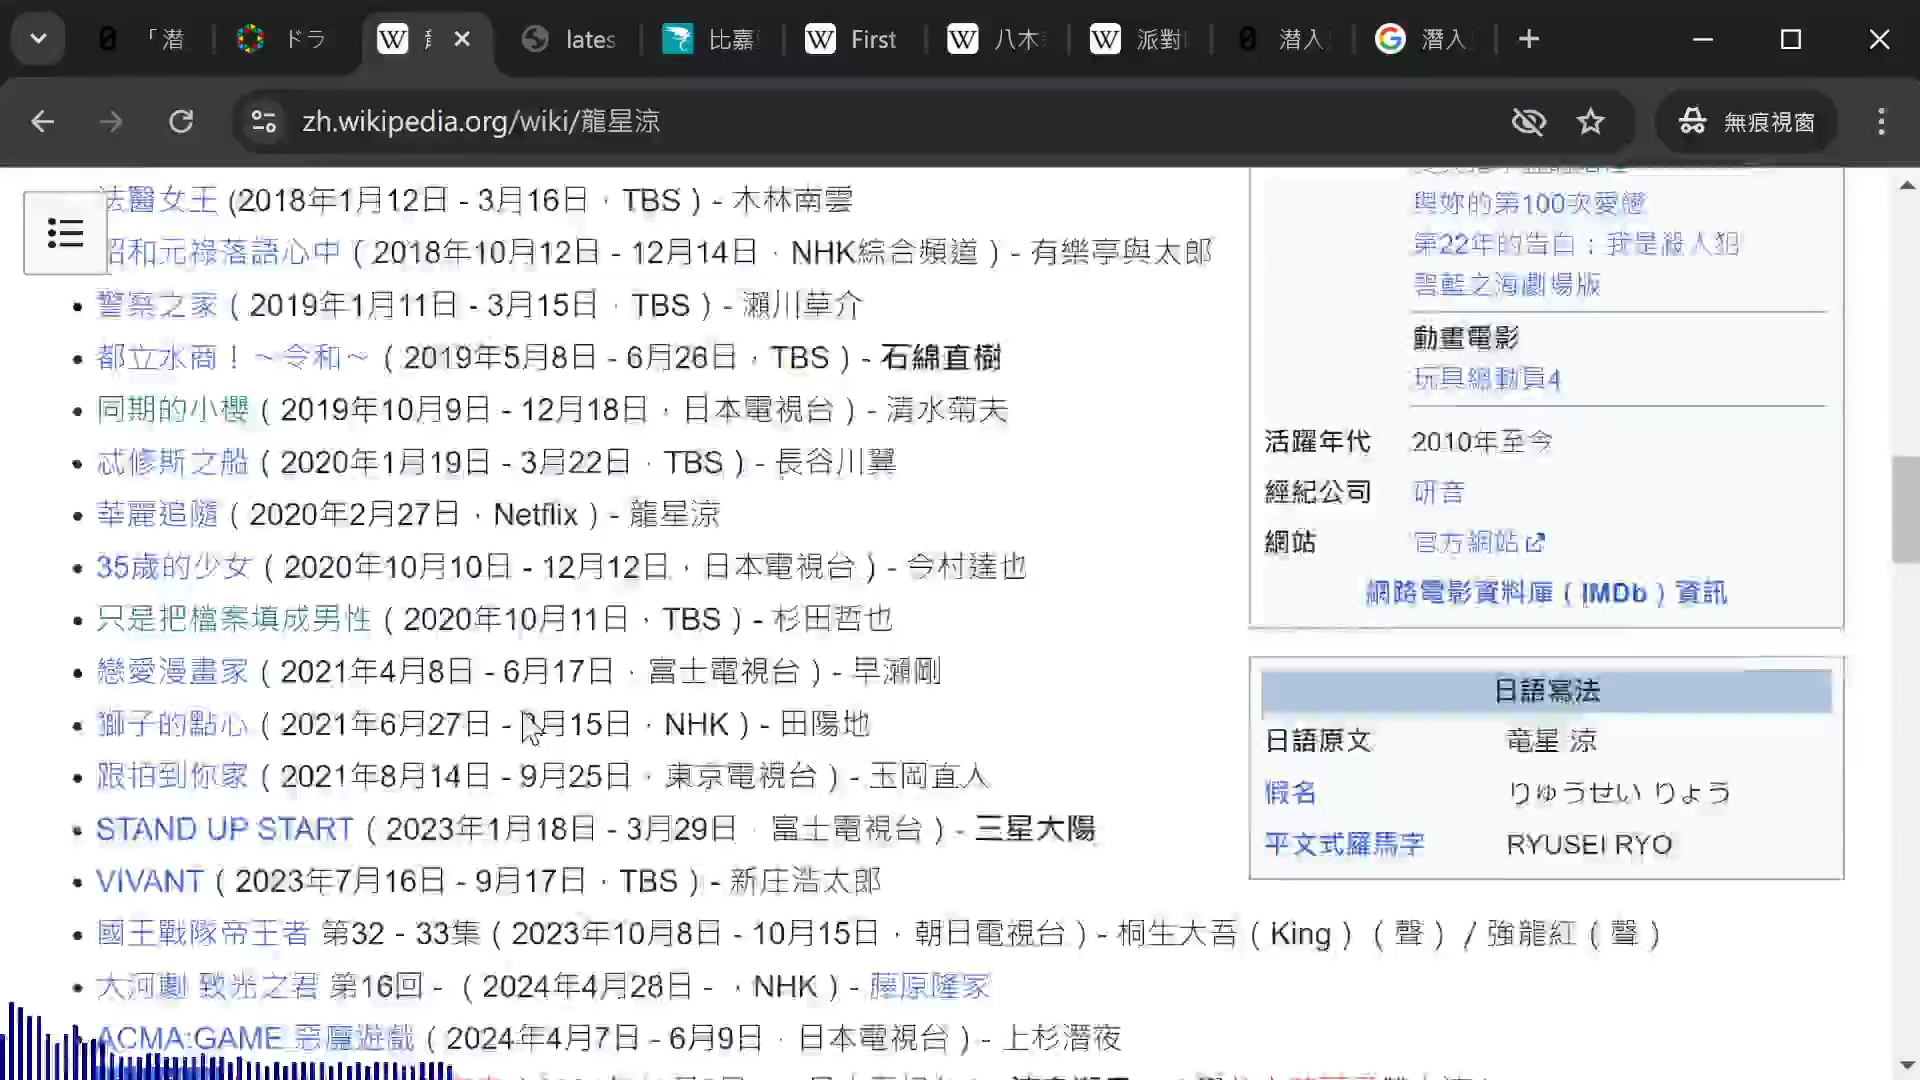 「潜
ドラ
lates
比嘉
First
八木
派對
潜入
潛入
zh.wikipedia.org/wiki/龍星涼
無痕視窗
法醫女王 (2018年1月12日 - 3月16日，TBS ) - 木林南雲
昭和元祿落語心中（2018年10月12日 - 12月14日，NHK綜合頻道）- 有樂亭與太郎
警察之家（2019年1月11日 - 3月15日，TBS）- 瀨川草介
都立水商！～令和～（2019年5月8日 - 6月26日，TBS）- 石綿直樹
同期的小櫻（2019年10月9日 - 12月18日，日本電視台）- 清水菊夫
忒修斯之船（2020年1月19日 - 3月22日，TBS）- 長谷川翼
華麗追隨（2020年2月27日，Netflix）- 龍星涼
35歲的少女（2020年10月10日 - 12月12日，日本電視台）- 今村達也
只是把檔案填成男性（2020年10月11日，TBS）- 杉田哲也
戀愛漫畫家（2021年4月8日 - 6月17日，富士電視台）- 早瀨剛
獅子的點心（2021年6月27日 - 月15日，NHK）- 田陽地
跟拍到你家（2021年8月14日 - 9月25日，東京電視台）- 玉岡直人
STAND UP START（2023年1月18日 - 3月29日，富士電視台）- 三星大陽
VIVANT（2023年7月16日 - 9月17日，TBS）- 新庄浩太郎
國王戰隊帝王者 第32 - 33集（2023年10月8日 - 10月15日，朝日電視台）- 桐生大吾（King）（聲）/ 強龍紅（聲）
大河劇 致光之君 第16回 -（2024年4月28日 - ，NHK）- 藤原隆家
ACMA:GAME 惡魔遊戲（2024年4月7日 - 6月9日，日本電視台）- 上杉潛夜
與妳的第100次愛戀
第22年的告白：我是殺人犯
碧藍之海劇場版
動畫電影
玩具總動員4
活躍年代 2010年至今
經紀公司 研音
網站 官方網站
網路電影資料庫（IMDb）資訊
日語寫法
日語原文 竜星 涼
假名 りゅうせい りょう
平文式羅馬字 RYUSEI RYO